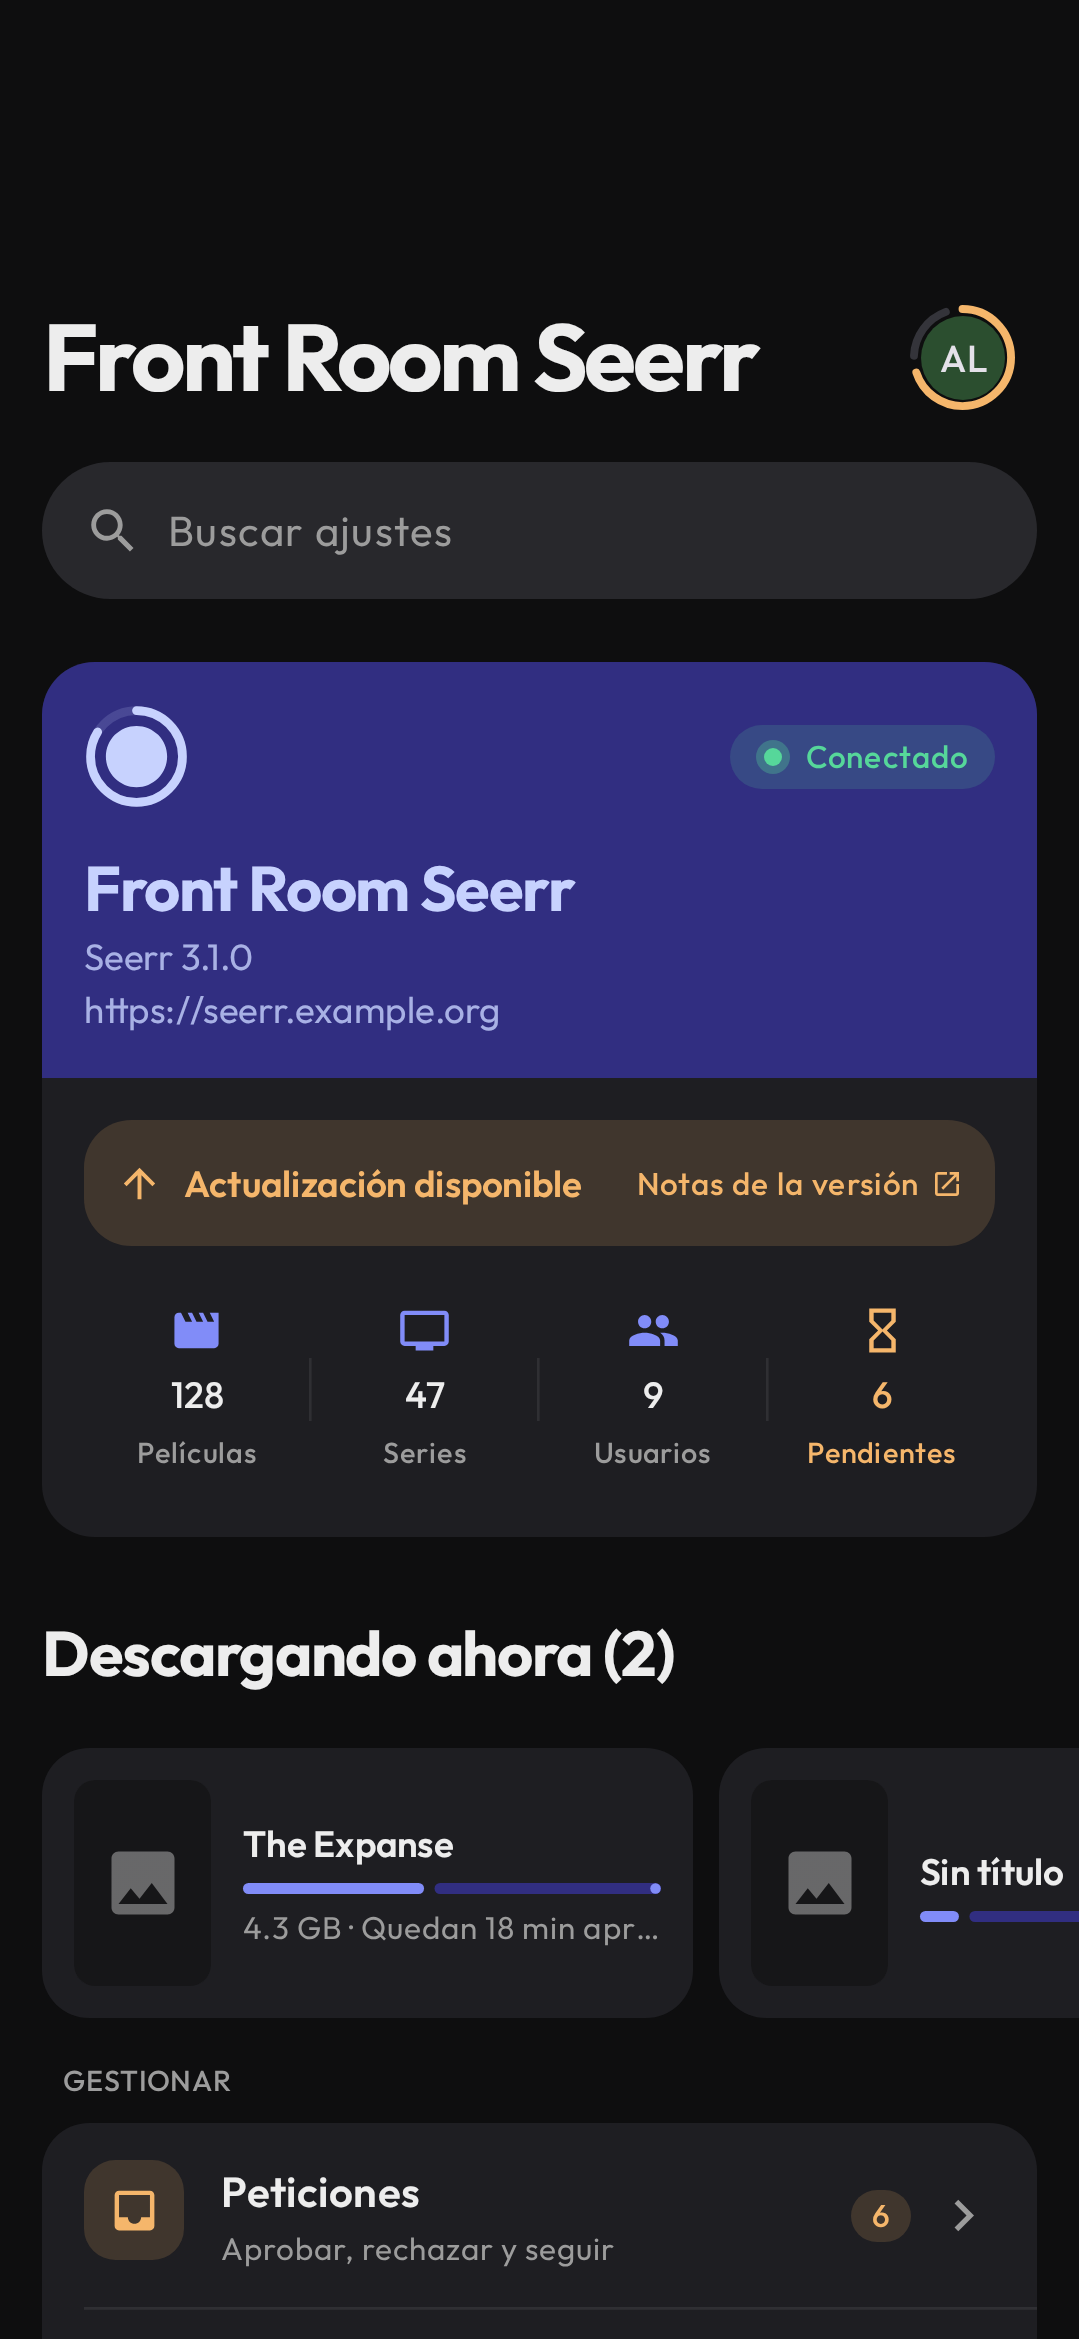 Front Room Seerr
AL
Buscar ajustes
Conectado
Front Room Seerr
Seerr 3.1.0
https://seerr.example.org
Actualización disponible
Notas de la versión
128
47
9
6
Películas
Series
Usuarios
Pendientes
Descargando ahora (2)
The Expanse
4.3 GB · Quedan 18 min apr…
Sin título
GESTIONAR
Peticiones
Aprobar, rechazar y seguir
6